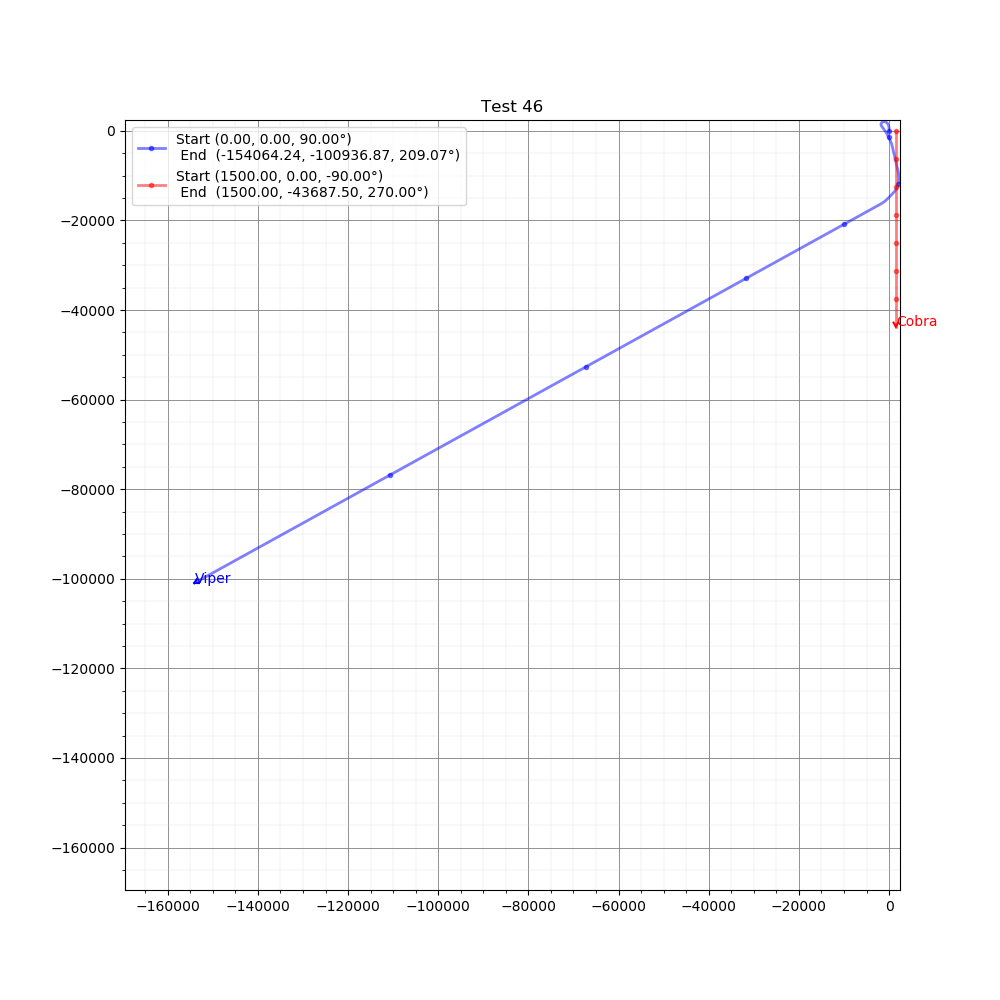 Test 46
Start (0.00, 0.00, 90.00°)
End  (-154064.24, -100936.87, 209.07°)
Start (1500.00, 0.00, -90.00°)
End  (1500.00, -43687.50, 270.00°)
0
−20000
−40000
−60000
−80000
−100000
−120000
−140000
−160000
Cobra
Viper
−160000 −140000 −120000 −100000 −80000 −60000 −40000 −20000 0